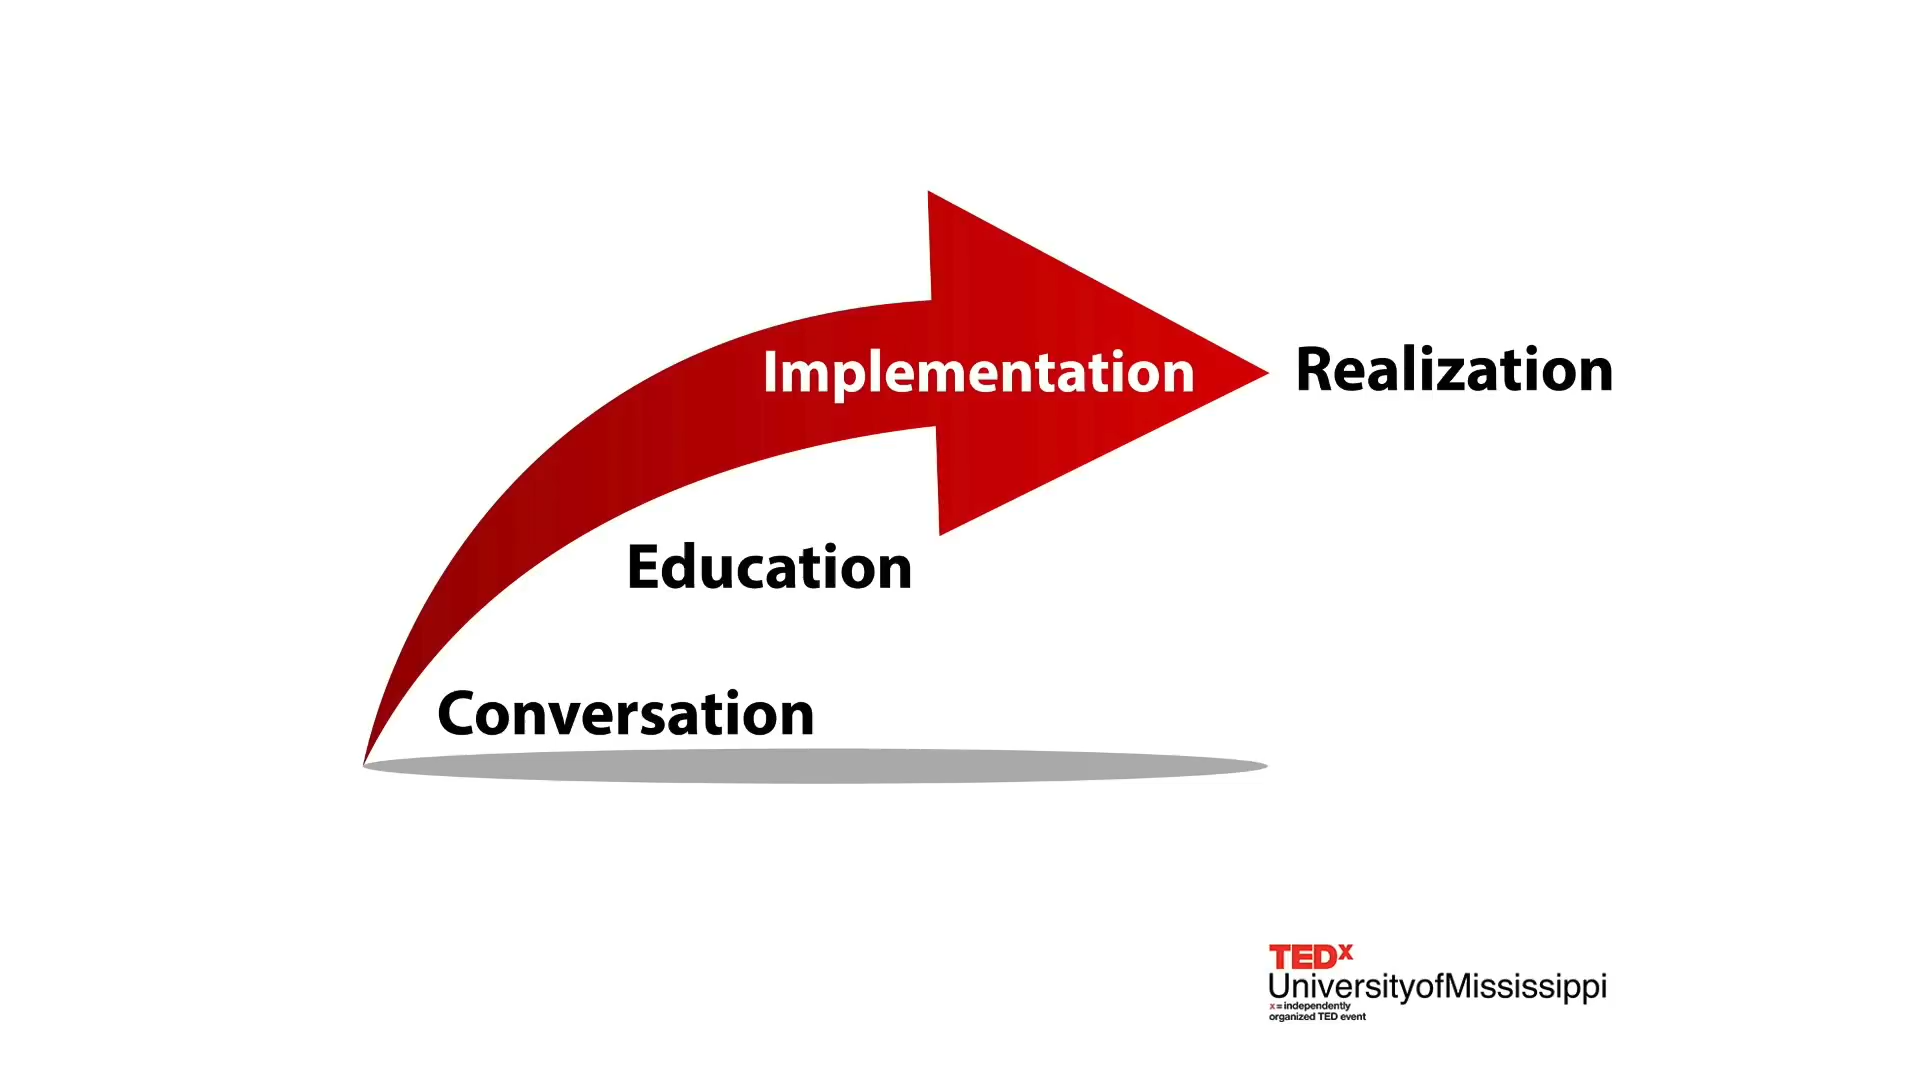 Implementation
Realization
Education
Conversation
TEDx
UniversityofMississippi
x = independently
organized TED event